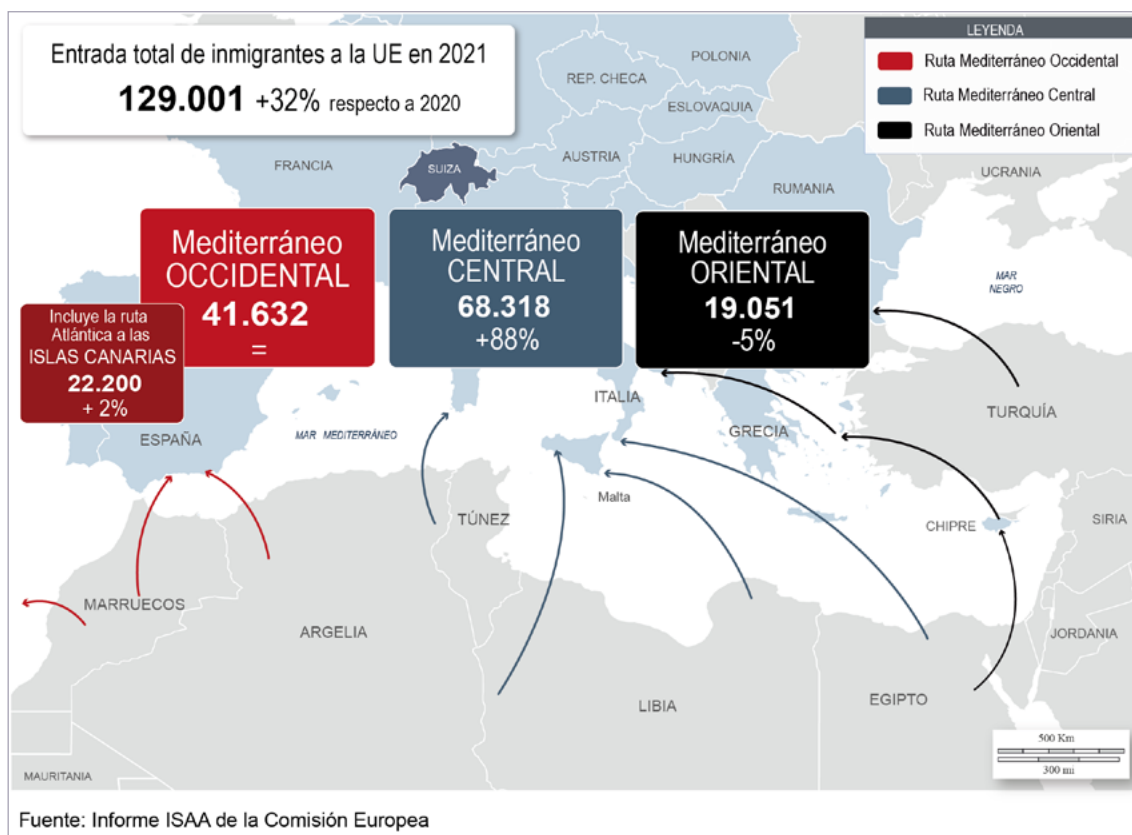 Entrada total de inmigrantes a la UE en 2021
129.001 +32% respecto a 2020
LEYENDA
Ruta Mediterráneo Occidental
Ruta Mediterráneo Central
Ruta Mediterráneo Oriental
POLONIA
REP. CHECA
ESLOVAQUIA
FRANCIA
SUIZA
AUSTRIA
HUNGRÍA
RUMANIA
UCRANIA
Mediterráneo
OCCIDENTAL
41.632
=
Mediterráneo
CENTRAL
68.318
+88%
Mediterráneo
ORIENTAL
19.051
-5%
MAR
NEGRO
Incluye la ruta
Atlántica a las
ISLAS CANARIAS
22.200
+ 2%
ESPAÑA
MAR MEDITERRÁNEO
ITALIA
GRECIA
TURQUÍA
Malta
TÚNEZ
CHIPRE
SIRIA
MARRUECOS
ARGELIA
LIBIA
EGIPTO
JORDANIA
MAURITANIA
500 Km
300 mi
Fuente: Informe ISAA de la Comisión Europea